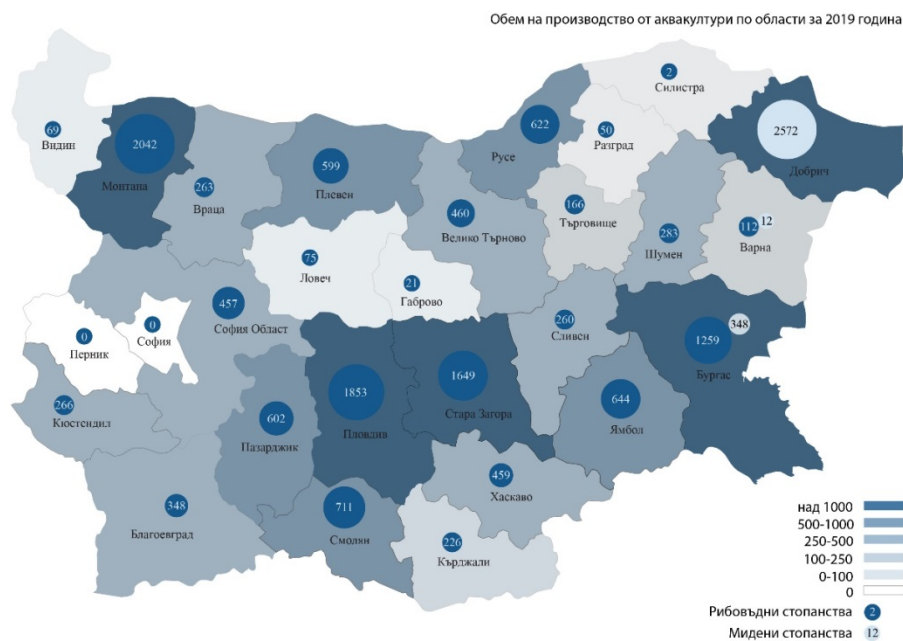 Обем на производство от аквакултури по области за 2019 година
2
Силистра
69
Видин
2042
Монтана
622
Русе
50
Разград
2572
Добрич
599
Плевен
263
Враца
460
Велико Търново
166
Търговище
283
Шумен
112
12
Варна
75
Ловеч
21
Габрово
457
София Област
0
София
0
Перник
260
Сливен
1259
348
Бургас
1853
Пловдив
1649
Стара Загора
644
Ямбол
266
Кюстендил
602
Пазарджик
459
Хаскаво
348
Благоевград
711
Смолян
226
Кърджали
над 1000
500-1000
250-500
100-250
0-100
0
Рибовъдни стопанства 2
Мидени стопанства 12